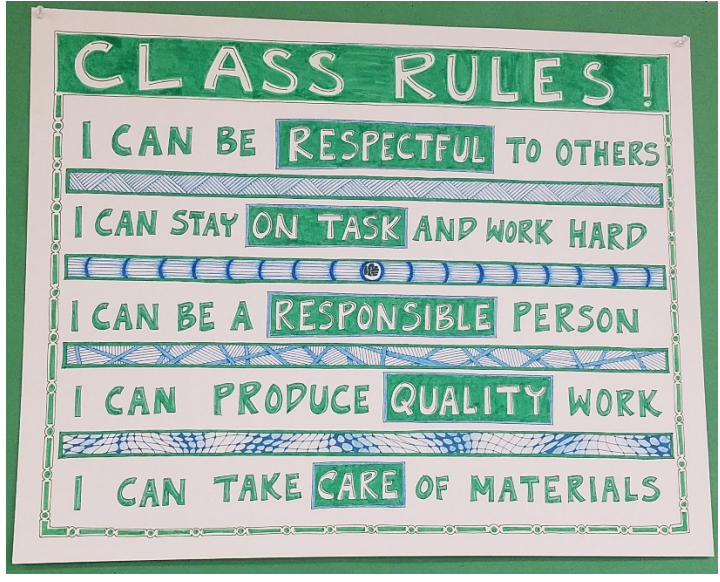 CLASS RULES!
I CAN BE RESPECTFUL TO OTHERS
I CAN STAY ON TASK AND WORK HARD
I CAN BE A RESPONSIBLE PERSON
I CAN PRODUCE QUALITY WORK
I CAN TAKE CARE OF MATERIALS